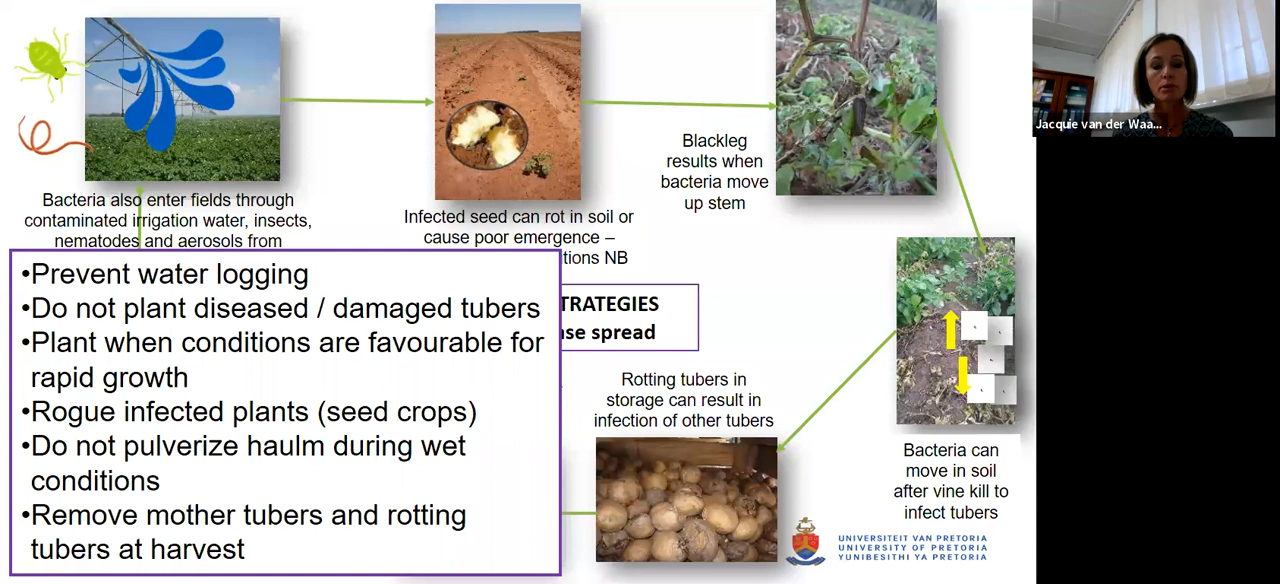 Bacteria also enter fields through
contaminated irrigation water, insects,
nematodes and aerosols from
Infected seed can rot in soil or
cause poor emergence –
itions NB
Blackleg
results when
bacteria move
up stem
Jacquie van der Waa...
•Prevent water logging
•Do not plant diseased / damaged tubers
•Plant when conditions are favourable for
rapid growth
•Rogue infected plants (seed crops)
•Do not pulverize haulm during wet
conditions
•Remove mother tubers and rotting
tubers at harvest
TRATEGIES
se spread
Rotting tubers in
storage can result in
infection of other tubers
Bacteria can
move in soil
after vine kill to
infect tubers
UNIVERSITEIT VAN PRETORIA
UNIVERSITY OF PRETORIA
YUNIBESITHI YA PRETORIA